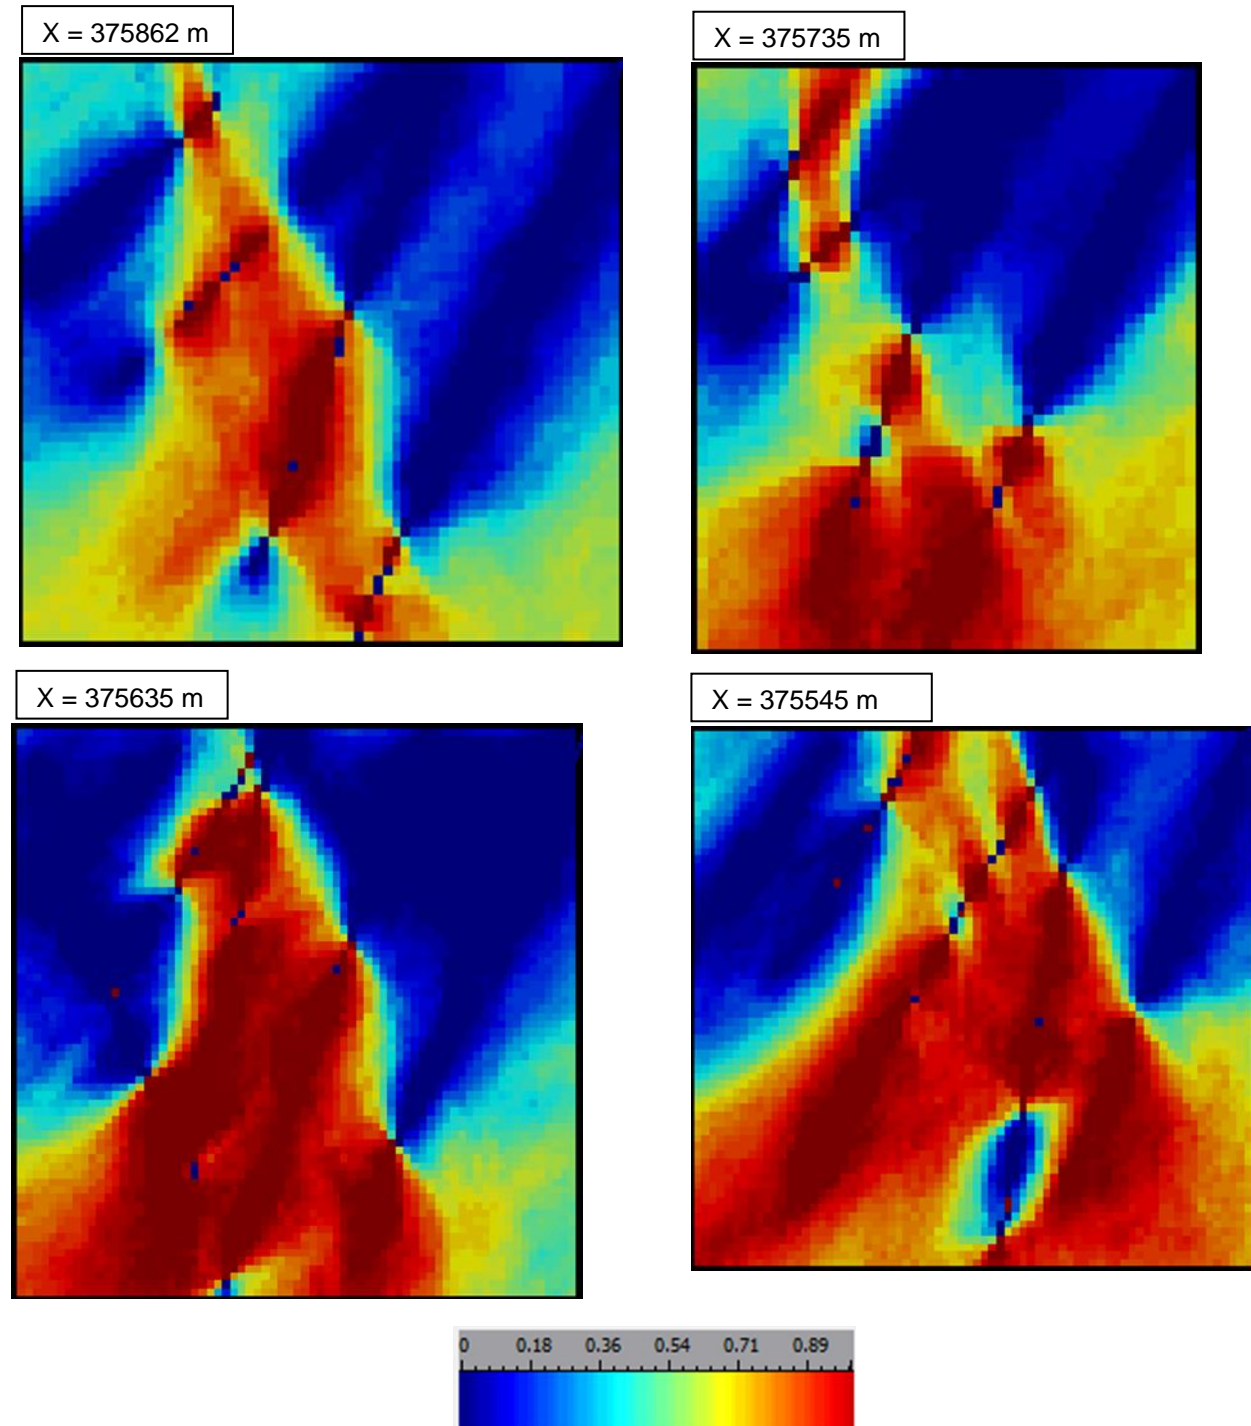 X = 375862 m
X = 375735 m
X = 375635 m
X = 375545 m
0 0.18 0.36 0.54 0.71 0.89